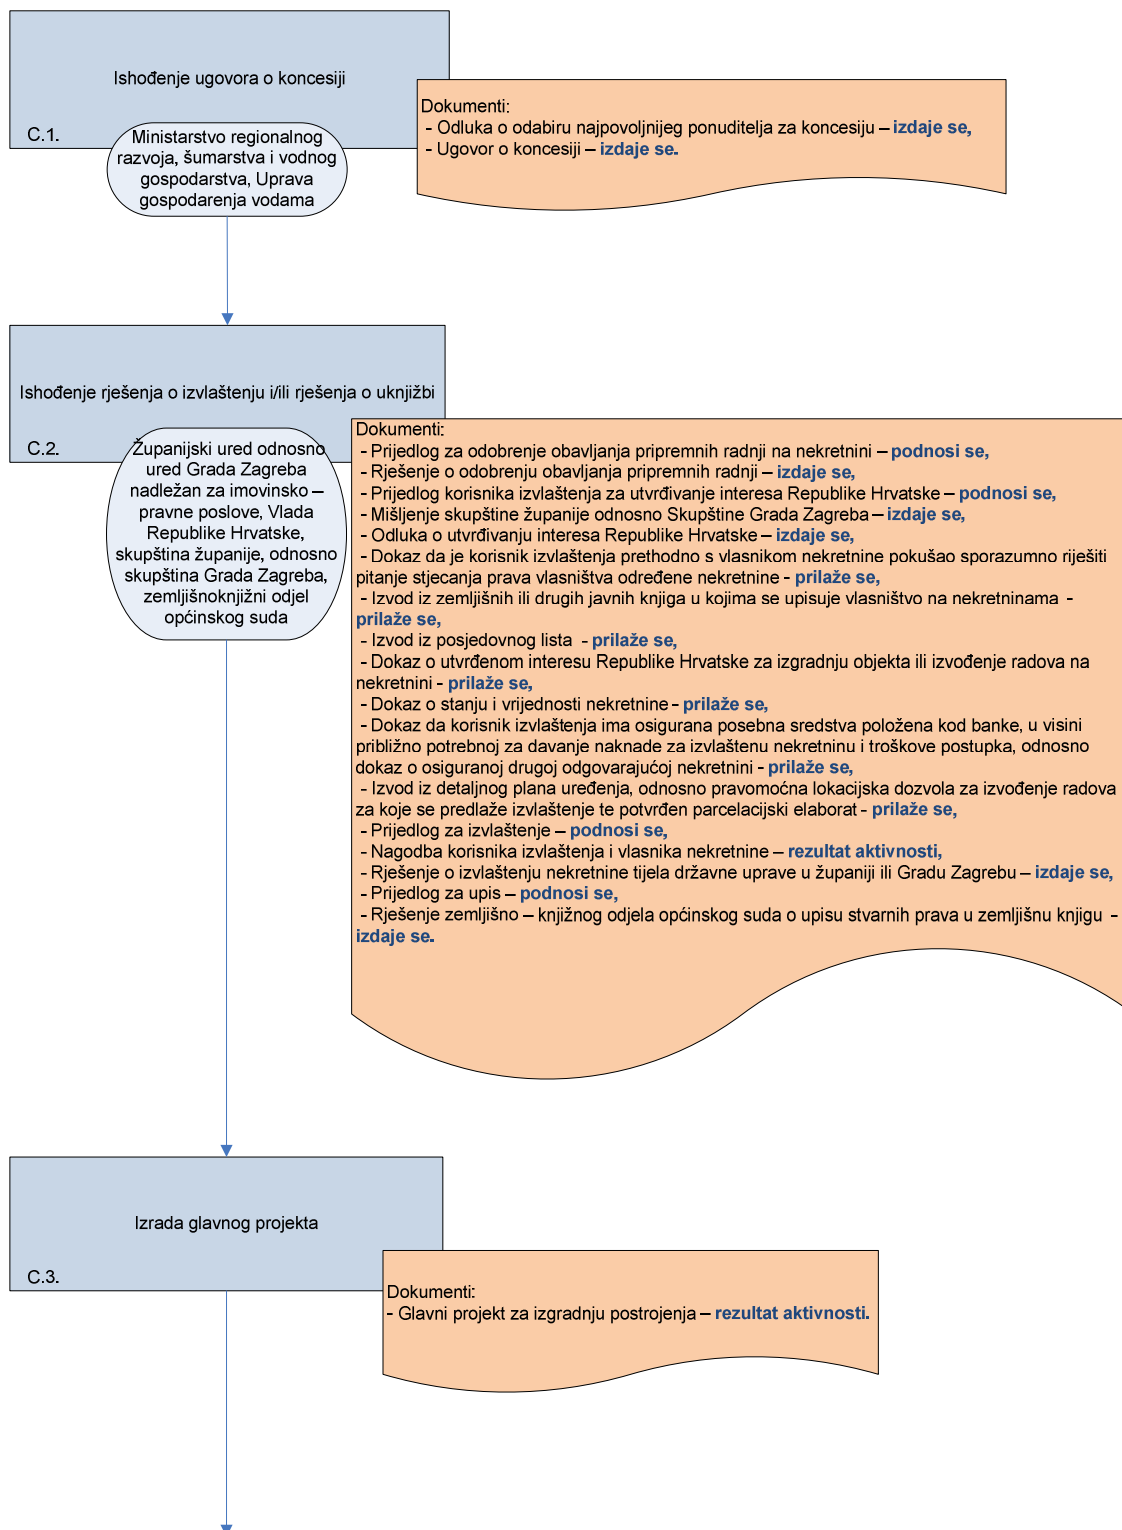 Ishođenje ugovora o koncesiji
C.1.
Ministarstvo regionalnog
razvoja, šumarstva i vodnog
gospodarstva, Uprava
gospodarenja vodama
Dokumenti:
- Odluka o odabiru najpovoljnijeg ponuditelja za koncesiju – izdaje se,
- Ugovor o koncesiji – izdaje se.
Ishođenje rješenja o izvlaštenju i/ili rješenja o uknjižbi
C.2.
Županijski ured odnosno
ured Grada Zagreba
nadležan za imovinsko –
pravne poslove, Vlada
Republike Hrvatske,
skupština županije, odnosno
skupština Grada Zagreba,
zemljišnoknjižni odjel
općinskog suda
Dokumenti:
- Prijedlog za odobrenje obavljanja pripremnih radnji na nekretnini – podnosi se,
- Rješenje o odobrenju obavljanja pripremnih radnji – izdaje se,
- Prijedlog korisnika izvlaštenja za utvrđivanje interesa Republike Hrvatske – podnosi se,
- Mišljenje skupštine županije odnosno Skupštine Grada Zagreba – izdaje se,
- Odluka o utvrđivanju interesa Republike Hrvatske – izdaje se,
- Dokaz da je korisnik izvlaštenja prethodno s vlasnikom nekretnine pokušao sporazumno riješiti
pitanje stjecanja prava vlasništva određene nekretnine - prilaže se,
- Izvod iz zemljišnih ili drugih javnih knjiga u kojima se upisuje vlasništvo na nekretninama -
prilaže se,
- Izvod iz posjedovnog lista - prilaže se,
- Dokaz o utvrđenom interesu Republike Hrvatske za izgradnju objekta ili izvođenje radova na
nekretnini - prilaže se,
- Dokaz o stanju i vrijednosti nekretnine - prilaže se,
- Dokaz da korisnik izvlaštenja ima osigurana posebna sredstva položena kod banke, u visini
približno potrebnoj za davanje naknade za izvlaštenu nekretninu i troškove postupka, odnosno
dokaz o osiguranoj drugoj odgovarajućoj nekretnini - prilaže se,
- Izvod iz detaljnog plana uređenja, odnosno pravomoćna lokacijska dozvola za izvođenje radova
za koje se predlaže izvlaštenje te potvrđen parcelacijski elaborat - prilaže se,
- Prijedlog za izvlaštenje – podnosi se,
- Nagodba korisnika izvlaštenja i vlasnika nekretnine – rezultat aktivnosti,
- Rješenje o izvlaštenju nekretnine tijela državne uprave u županiji ili Gradu Zagrebu – izdaje se,
- Prijedlog za upis – podnosi se,
- Rješenje zemljišno – knjižnog odjela općinskog suda o upisu stvarnih prava u zemljišnu knjigu -
izdaje se.
Izrada glavnog projekta
C.3.
Dokumenti:
- Glavni projekt za izgradnju postrojenja – rezultat aktivnosti.